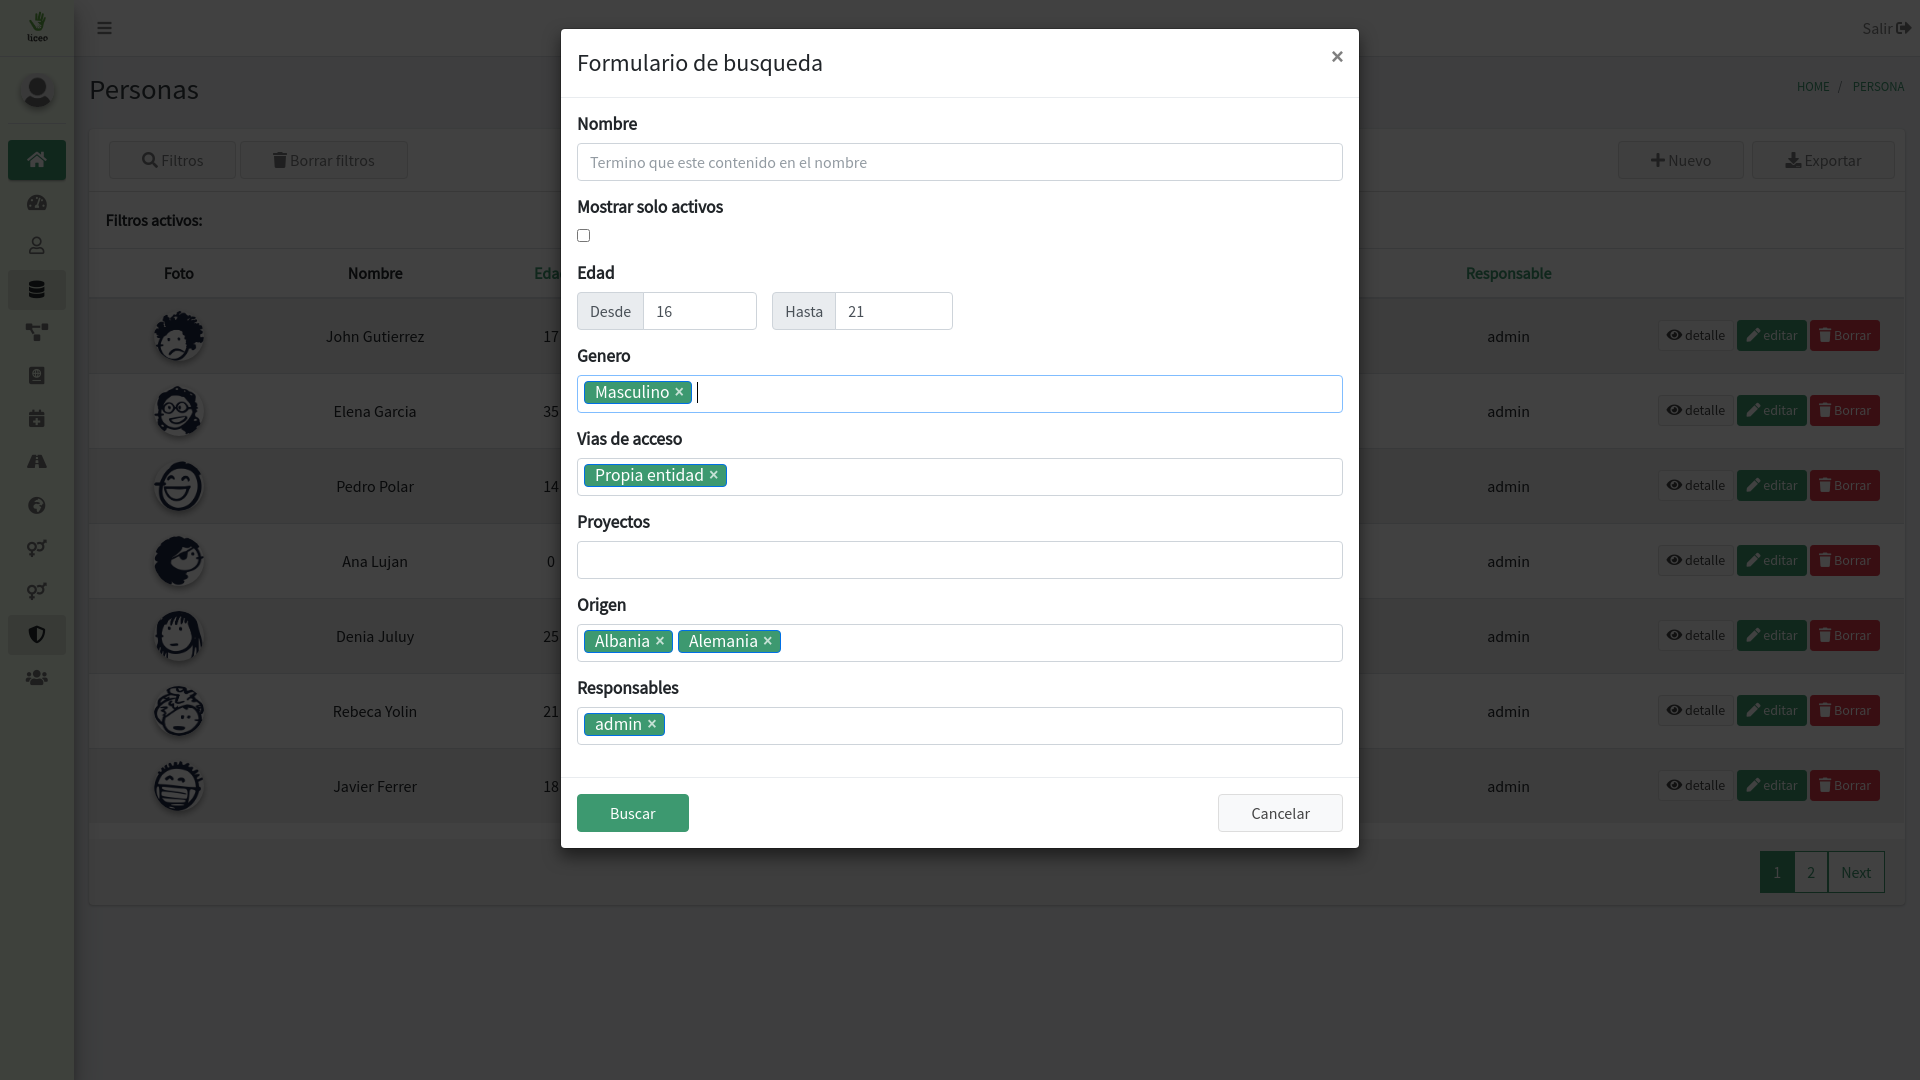 liceo
Salir
Personas
HOME / PERSONA
Filtros
Borrar filtros
Nuevo
Exportar
Filtros activos:
Foto Nombre Eda Responsable
John Gutierrez 17 admin detalle editar Borrar
Elena Garcia 35 admin detalle editar Borrar
Pedro Polar 14 admin detalle editar Borrar
Ana Lujan 0 admin detalle editar Borrar
Denia Juluy 25 admin detalle editar Borrar
Rebeca Yolin 21 admin detalle editar Borrar
Javier Ferrer 18 admin detalle editar Borrar
1 2 Next
Formulario de busqueda ×
Nombre
Termino que este contenido en el nombre
Mostrar solo activos
Edad
Desde 16 Hasta 21
Genero
Masculino ×
Vias de acceso
Propia entidad ×
Proyectos
Origen
Albania × Alemania ×
Responsables
admin ×
Buscar Cancelar